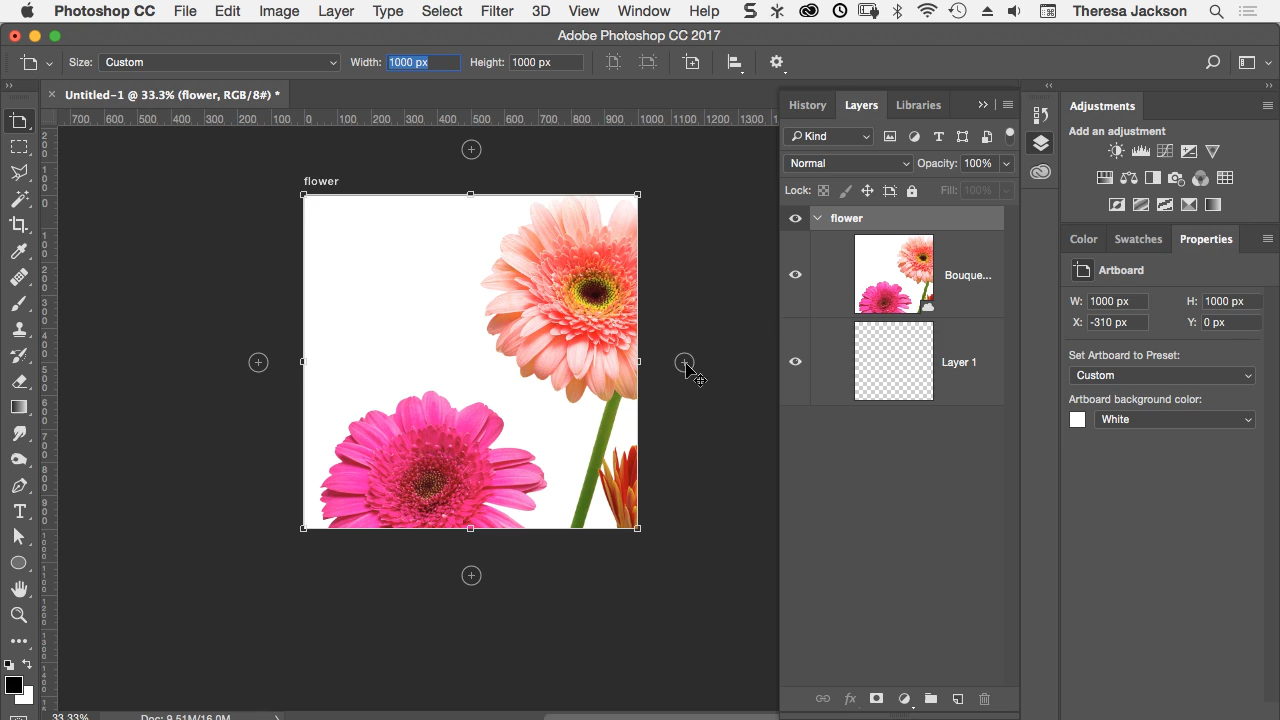 Photoshop CC File Edit Image Layer Type Select Filter 3D View Window Help Theresa Jackson
Adobe Photoshop CC 2017
Size: Custom Width: 1000 px Height: 1000 px
Untitled-1 @ 33.3% (flower, RGB/8#) *
700 600 500 400 300 200 100 0 100 200 300 400 500 600 700 800 900 1000 1100 1200 1300
flower
History Layers Libraries
Kind
Normal Opacity: 100%
Lock: Fill: 100%
flower
Bouque...
Layer 1
Adjustments
Add an adjustment
Color Swatches Properties
Artboard
W: 1000 px H: 1000 px
X: -310 px Y: 0 px
Set Artboard to Preset:
Custom
Artboard background color:
White
33.33% Doc: 9.51M/16.0M